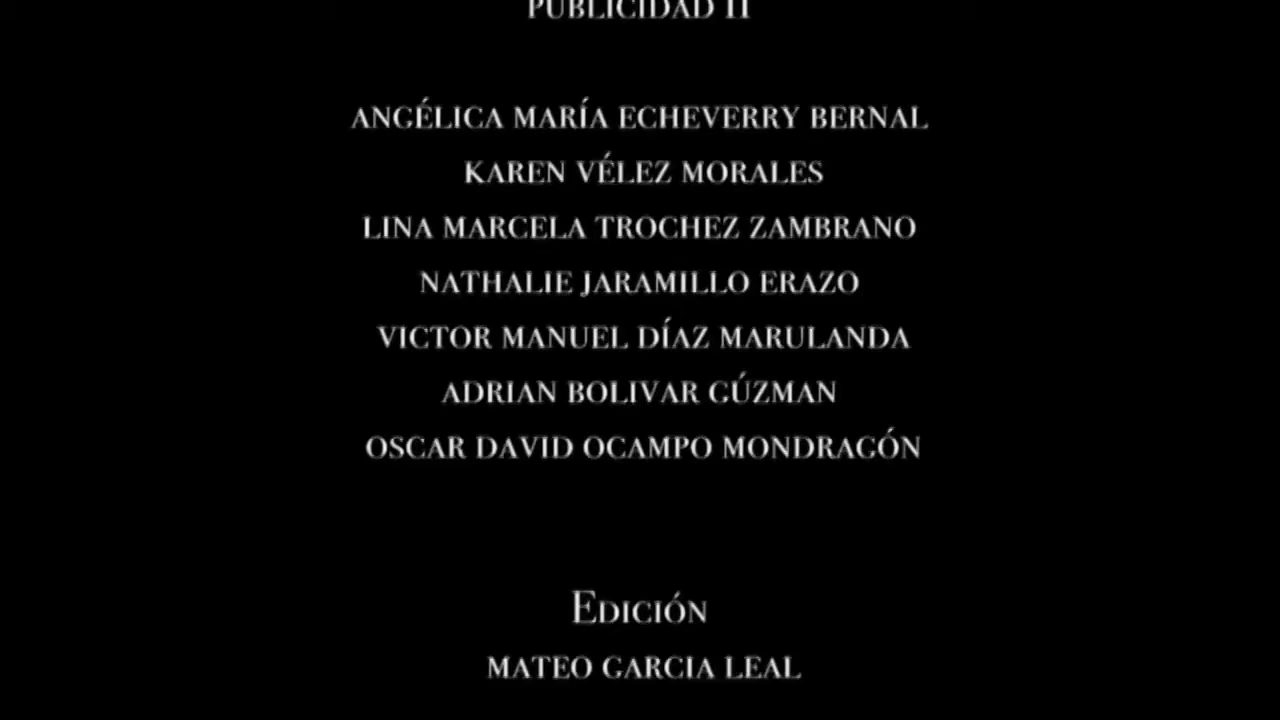 PUBLICIDAD II
ANGÉLICA MARÍA ECHEVERRY BERNAL
KAREN VÉLEZ MORALES
LINA MARCELA TROCHEZ ZAMBRANO
NATHALIE JARAMILLO ERAZO
VICTOR MANUEL DÍAZ MARULANDA
ADRIAN BOLIVAR GÚZMAN
OSCAR DAVID OCAMPO MONDRAGÓN
EDICIÓN
MATEO GARCIA LEAL